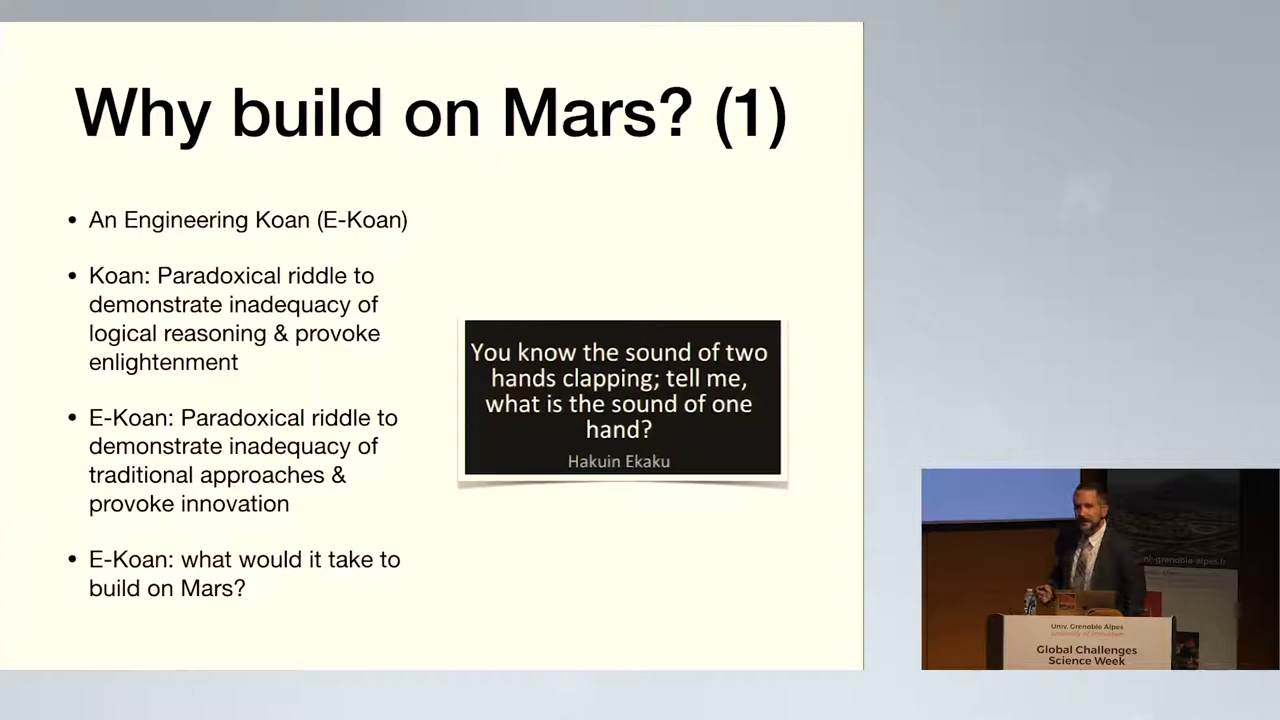 Why build on Mars? (1)
• An Engineering Koan (E-Koan)
• Koan: Paradoxical riddle to
demonstrate inadequacy of
logical reasoning & provoke
enlightenment
• E-Koan: Paradoxical riddle to
demonstrate inadequacy of
traditional approaches &
provoke innovation
• E-Koan: what would it take to
build on Mars?
You know the sound of two
hands clapping; tell me,
what is the sound of one
hand?
Hakuin Ekaku
Univ. Grenoble Alpes
University of Innovation
Global Challenges
Science Week